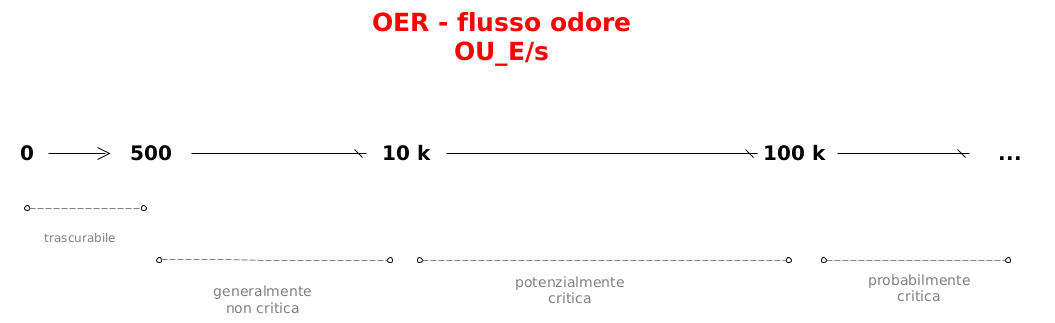 OER - flusso odore
OU_E/s
0 500 10 k 100 k ...
trascurabile
generalmente
non critica
potenzialmente
critica
probabilmente
critica